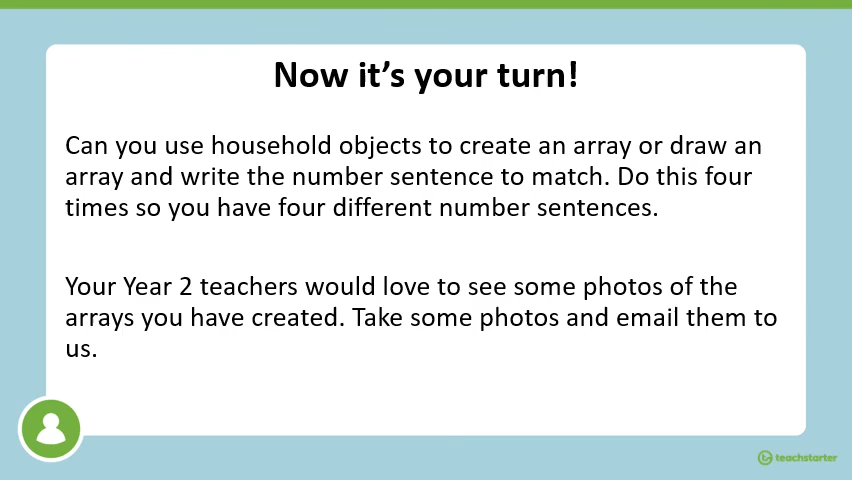 Now it’s your turn!
Can you use household objects to create an array or draw an
array and write the number sentence to match. Do this four
times so you have four different number sentences.
Your Year 2 teachers would love to see some photos of the
arrays you have created. Take some photos and email them to
us.
teachstarter